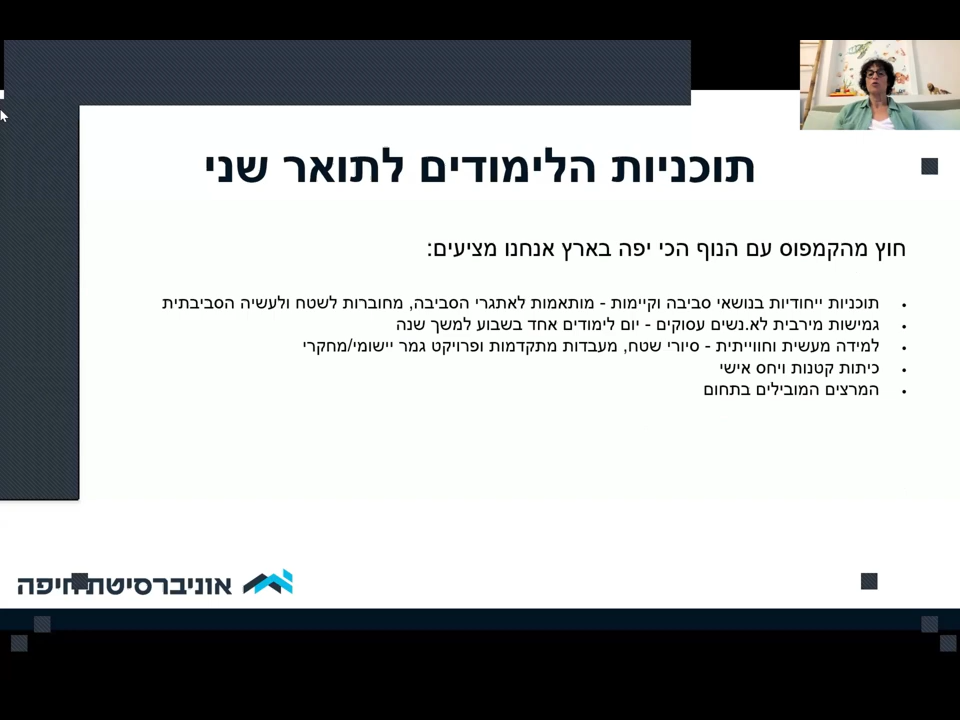 תוכניות הלימודים לתואר שני
חוץ מהקמפוס עם הנוף הכי יפה בארץ אנחנו מציעים:
• תוכניות ייחודיות בנושאי סביבה וקיימות - מותאמות לאתגרי הסביבה, מחוברות לשטח ולעשיה הסביבתית
• גמישות מירבית לא.נשים עסוקים - יום לימודים אחד בשבוע למשך שנה
• למידה מעשית וחווייתית - סיורי שטח, מעבדות מתקדמות ופרויקט גמר יישומי/מחקרי
• כיתות קטנות ויחס אישי
• המרצים המובילים בתחום
אוניברסיטת חיפה